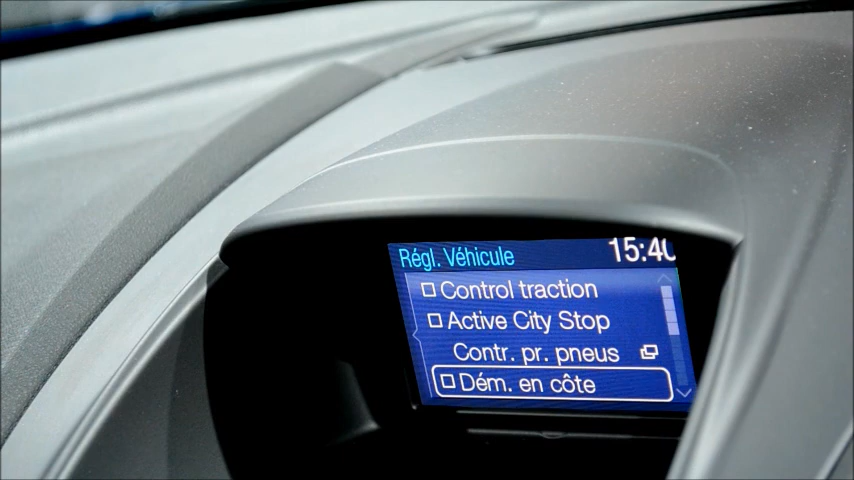 Régl. Véhicule 15:40
Control traction
Active City Stop
Contr. pr. pneus
Dém. en côte